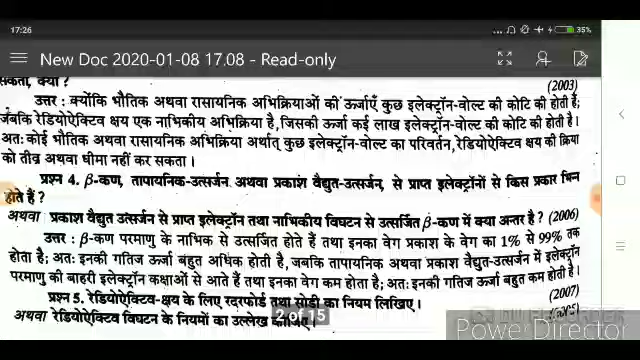 17:26
35%
New Doc 2020-01-08 17.08 - Read-only
सकता, क्यों ?
(2003)
उत्तर : क्योंकि भौतिक अथवा रासायनिक अभिक्रियाओं की ऊर्जाएँ कुछ इलेक्ट्रॉन-वोल्ट की कोटि की होती हैं;
जबकि रेडियोऐक्टिव क्षय एक नाभिकीय अभिक्रिया है, जिसकी ऊर्जा कई लाख इलेक्ट्रॉन-वोल्ट की कोटि की होती है।
अतः कोई भौतिक अथवा रासायनिक अभिक्रिया अर्थात् कुछ इलेक्ट्रॉन-वोल्ट का परिवर्तन, रेडियोऐक्टिव क्षय की क्रिया
को तीव्र अथवा धीमा नहीं कर सकता।
प्रश्न 4. β-कण, तापायनिक-उत्सर्जन अथवा प्रकाश वैद्युत-उत्सर्जन, से प्राप्त इलेक्ट्रॉनों से किस प्रकार भिन्न
होते हैं ?
अथवा प्रकाश वैद्युत उत्सर्जन से प्राप्त इलेक्ट्रॉन तथा नाभिकीय विघटन से उत्सर्जित β-कण में क्या अन्तर है ? (2006)
उत्तर : β-कण परमाणु के नाभिक से उत्सर्जित होते हैं तथा इनका वेग प्रकाश के वेग का 1% से 99% तक
होता है; अतः इनकी गतिज ऊर्जा बहुत अधिक होती है, जबकि तापायनिक अथवा प्रकाश वैद्युत-उत्सर्जन में इलेक्ट्रॉन
परमाणु की बाहरी इलेक्ट्रॉन कक्षाओं से आते हैं तथा इनका वेग कम होता है; अतः इनकी गतिज ऊर्जा बहुत कम होती है।
प्रश्न 5. रेडियोऐक्टिव-क्षय के लिए रदरफोर्ड तथा सोडी का नियम लिखिए।
(2007)
अथवा रेडियोऐक्टिव विघटन के नियमों का उल्लेख कीजिए।
2 of 15
PowerDirector